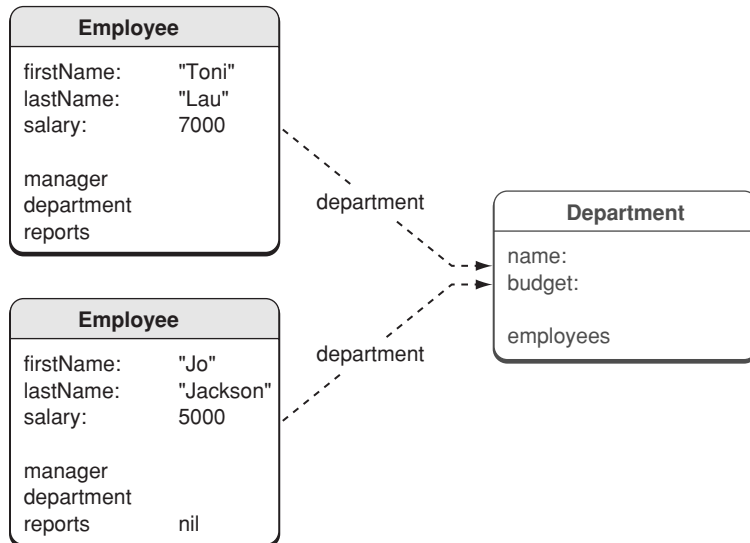 Employee
firstName: "Toni"
lastName: "Lau"
salary: 7000
manager
department
reports
department
Department
name:
budget:
employees
Employee
firstName: "Jo"
lastName: "Jackson"
salary: 5000
manager
department
reports nil
department